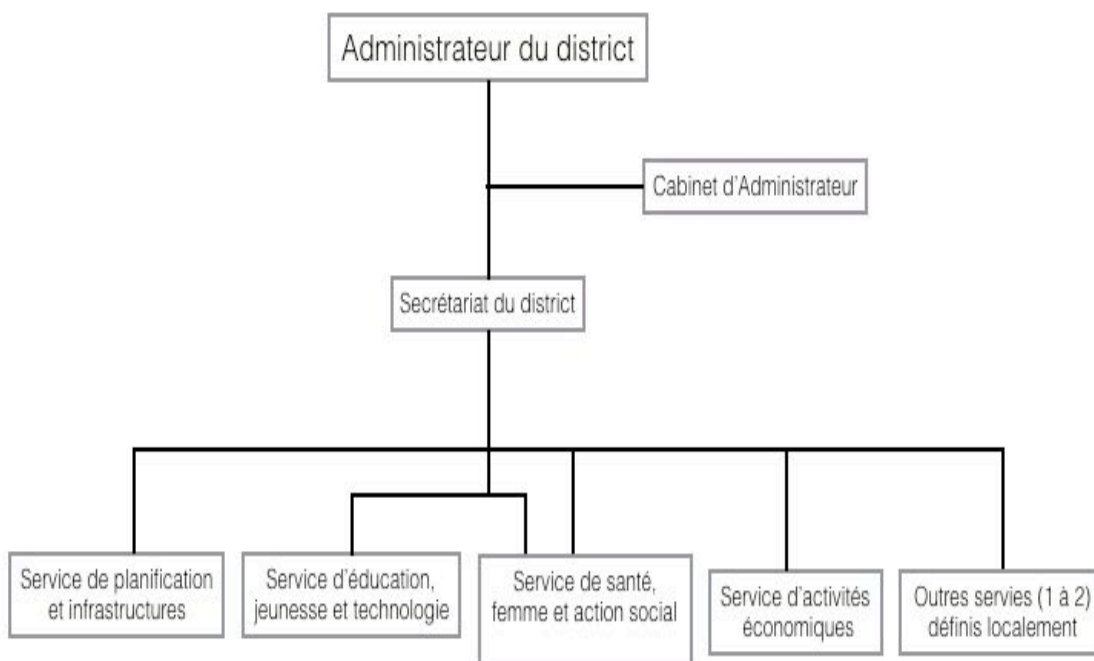 Administrateur du district
Cabinet d'Administrateur
Secrétariat du district
Service de planification
et infrastructures
Service d'éducation,
jeunesse et technologie
Service de santé,
femme et action social
Service d'activités
économiques
Outres servies (1 à 2)
définis localement